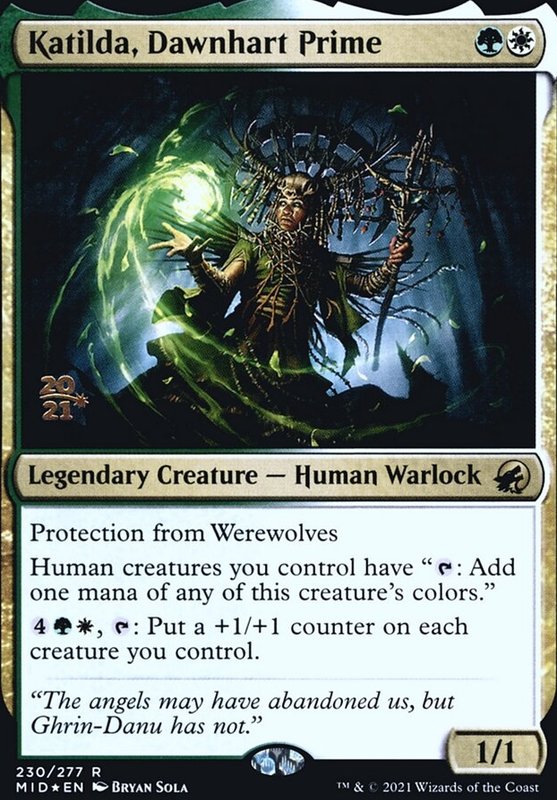 Katilda, Dawnhart Prime
20
21
Legendary Creature — Human Warlock
Protection from Werewolves
Human creatures you control have “: Add
one mana of any of this creature's colors.”
4, : Put a +1/+1 counter on each
creature you control.
“The angels may have abandoned us, but
Ghrin-Danu has not.”
1/1
230/277 R
MID★EN Bryan Sola
™ & © 2021 Wizards of the Coast